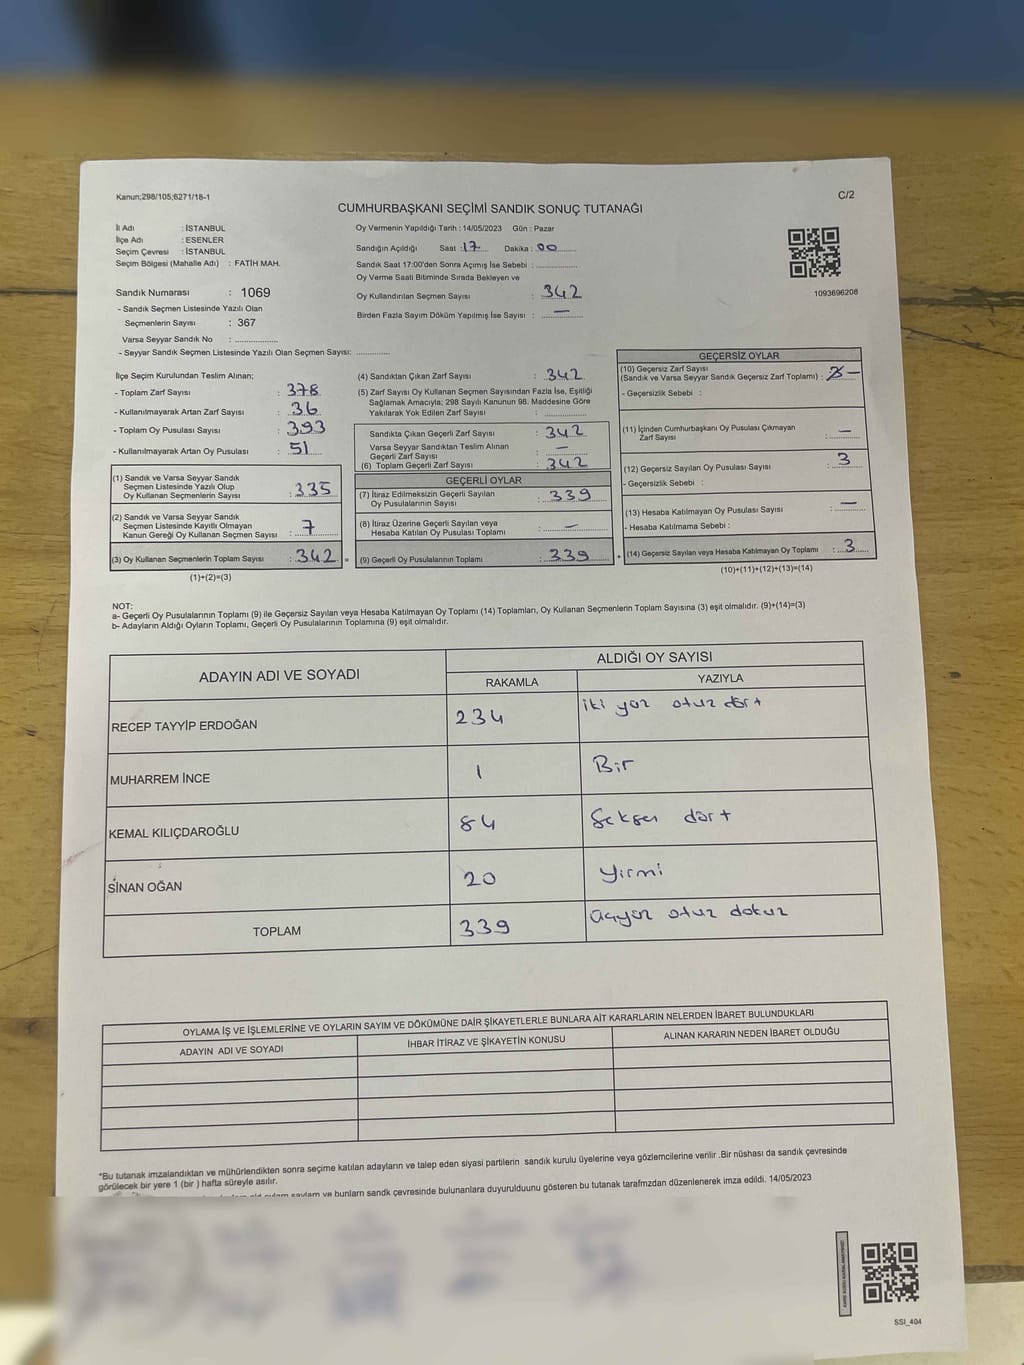 Kanun;298/105;6271/18-1
C/2
CUMHURBAŞKANI SEÇİMİ SANDIK SONUÇ TUTANAĞI
İl Adı : İSTANBUL
İlçe Adı : ESENLER
Seçim Çevresi : İSTANBUL
Seçim Bölgesi (Mahalle Adı) : FATİH MAH.
Oy Vermenin Yapıldığı Tarih : 14/05/2023 Gün : Pazar
Sandığın Açıldığı Saat : 17 Dakika : 00
Sandık Saat 17:00'den Sonra Açımış İse Sebebi :
Oy Verme Saati Bitiminde Sırada Bekleyen ve
Oy Kullandırılan Seçmen Sayısı : 342
Birden Fazla Sayım Döküm Yapılmış İse Sayısı : —
1093696208
Sandık Numarası : 1069
- Sandık Seçmen Listesinde Yazılı Olan
Seçmenlerin Sayısı : 367
Varsa Seyyar Sandık No :
- Seyyar Sandık Seçmen Listesinde Yazılı Olan Seçmen Sayısı:
İlçe Seçim Kurulundan Teslim Alınan;
- Toplam Zarf Sayısı : 378
- Kullanılmayarak Artan Zarf Sayısı : 36
- Toplam Oy Pusulası Sayısı : 393
- Kullanılmayarak Artan Oy Pusulası : 51
(1) Sandık ve Varsa Seyyar Sandık
Seçmen Listesinde Yazılı Olup
Oy Kullanan Seçmenlerin Sayısı : 335
(2) Sandık ve Varsa Seyyar Sandık
Seçmen Listesinde Kayıtlı Olmayan
Kanun Gereği Oy Kullanan Seçmen Sayısı : 7
(3) Oy Kullanan Seçmenlerin Toplam Sayısı : 342 =
(1)+(2)=(3)
(4) Sandıktan Çıkan Zarf Sayısı : 342
(5) Zarf Sayısı Oy Kullanan Seçmen Sayısından Fazla İse, Eşitliği
Sağlamak Amacıyla; 298 Sayılı Kanunun 98. Maddesine Göre
Yakılarak Yok Edilen Zarf Sayısı :
Sandıkta Çıkan Geçerli Zarf Sayısı : 342
Varsa Seyyar Sandıktan Teslim Alınan
Geçerli Zarf Sayısı : —
(6) Toplam Geçerli Zarf Sayısı : 342
GEÇERLİ OYLAR
(7) İtiraz Edilmeksizin Geçerli Sayılan
Oy Pusulalarının Sayısı : 339
(8) İtiraz Üzerine Geçerli Sayılan veya
Hesaba Katılan Oy Pusulası Toplamı : —
(9) Geçerli Oy Pusulalarının Toplamı : 339 +
GEÇERSİZ OYLAR
(10) Geçersiz Zarf Sayısı
(Sandık ve Varsa Seyyar Sandık Geçersiz Zarf Toplamı) : —
- Geçersizlik Sebebi :
(11) İçinden Cumhurbaşkanı Oy Pusulası Çıkmayan
Zarf Sayısı : —
(12) Geçersiz Sayılan Oy Pusulası Sayısı : 3
- Geçersizlik Sebebi :
(13) Hesaba Katılmayan Oy Pusulası Sayısı : —
- Hesaba Katılmama Sebebi :
(14) Geçersiz Sayılan veya Hesaba Katılmayan Oy Toplamı : 3
(10)+(11)+(12)+(13)=(14)
NOT:
a- Geçerli Oy Pusulalarının Toplamı (9) ile Geçersiz Sayılan veya Hesaba Katılmayan Oy Toplamı (14) Toplamları, Oy Kullanan Seçmenlerin Toplam Sayısına (3) eşit olmalıdır. (9)+(14)=(3)
b- Adayların Aldığı Oyların Toplamı, Geçerli Oy Pusulalarının Toplamına (9) eşit olmalıdır.
ADAYIN ADI VE SOYADI
ALDIĞI OY SAYISI
RAKAMLA YAZIYLA
RECEP TAYYİP ERDOĞAN 234 iki yüz otuz dört
MUHARREM İNCE 1 Bir
KEMAL KILIÇDAROĞLU 84 Seksen dört
SİNAN OĞAN 20 Yirmi
TOPLAM 339 üçyüz otuz dokuz
OYLAMA İŞ VE İŞLEMLERİNE VE OYLARIN SAYIM VE DÖKÜMÜNE DAİR ŞİKAYETLERLE BUNLARA AİT KARARLARIN NELERDEN İBARET BULUNDUKLARI
ADAYIN ADI VE SOYADI İHBAR İTİRAZ VE ŞİKAYETİN KONUSU ALINAN KARARIN NEDEN İBARET OLDUĞU
*Bu tutanak imzalandıktan ve mühürlendikten sonra seçime katılan adayların ve talep eden siyasi partilerin sandık kurulu üyelerine veya gözlemcilerine verilir .Bir nüshası da sandık çevresinde
görülecek bir yere 1 (bir ) hafta süreyle asılır.
ve bunların sandk çevresinde bulunanlara duyurulduunu gösteren bu tutanak tarafmzdan düzenlenerek imza edildi. 14/05/2023
SSI_404